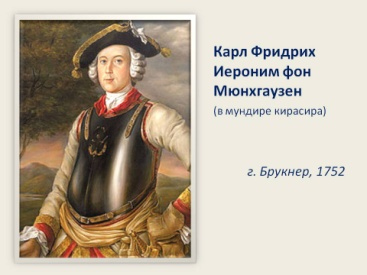 Карл Фридрих
Иероним фон
Мюнхгаузен
(в мундире кирасира)
г. Брукнер, 1752